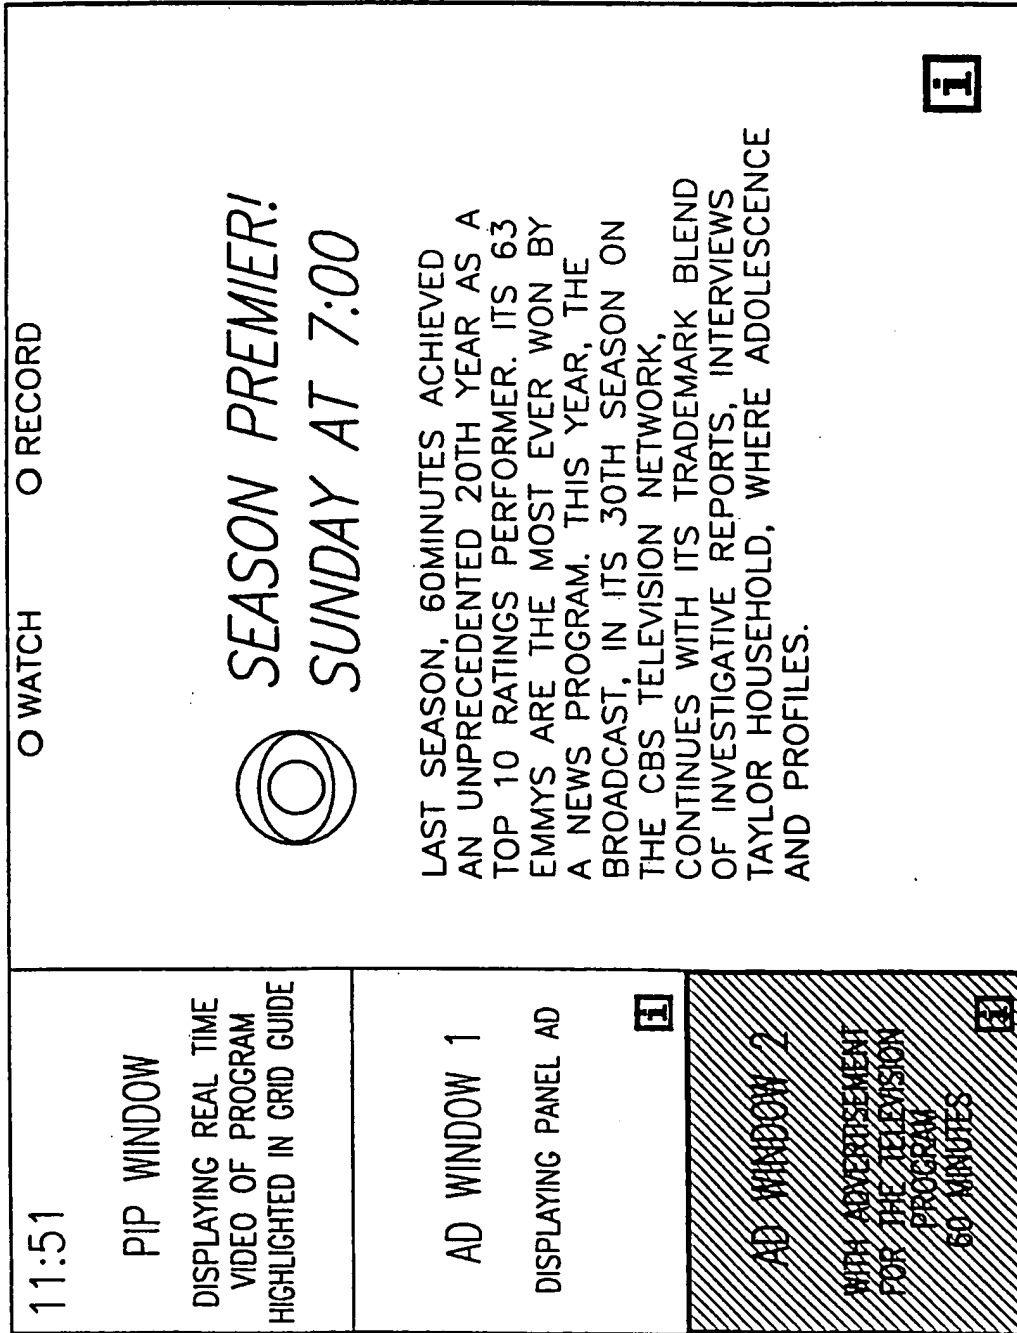 11:51
PIP WINDOW
DISPLAYING REAL TIME
VIDEO OF PROGRAM
HIGHLIGHTED IN GRID GUIDE
AD WINDOW 1
DISPLAYING PANEL AD
i
AD WINDOW 2
WITH ADVERTISEMENT
FOR THE TELEVISION
PROGRAM
60 MINUTES
i
O WATCH O RECORD
SEASON PREMIER!
SUNDAY AT 7:00
LAST SEASON, 60MINUTES ACHIEVED
AN UNPRECEDENTED 20TH YEAR AS A
TOP 10 RATINGS PERFORMER. ITS 63
EMMYS ARE THE MOST EVER WON BY
A NEWS PROGRAM. THIS YEAR, THE
BROADCAST, IN ITS 30TH SEASON ON
THE CBS TELEVISION NETWORK,
CONTINUES WITH ITS TRADEMARK BLEND
OF INVESTIGATIVE REPORTS, INTERVIEWS
TAYLOR HOUSEHOLD, WHERE ADOLESCENCE
AND PROFILES.
i